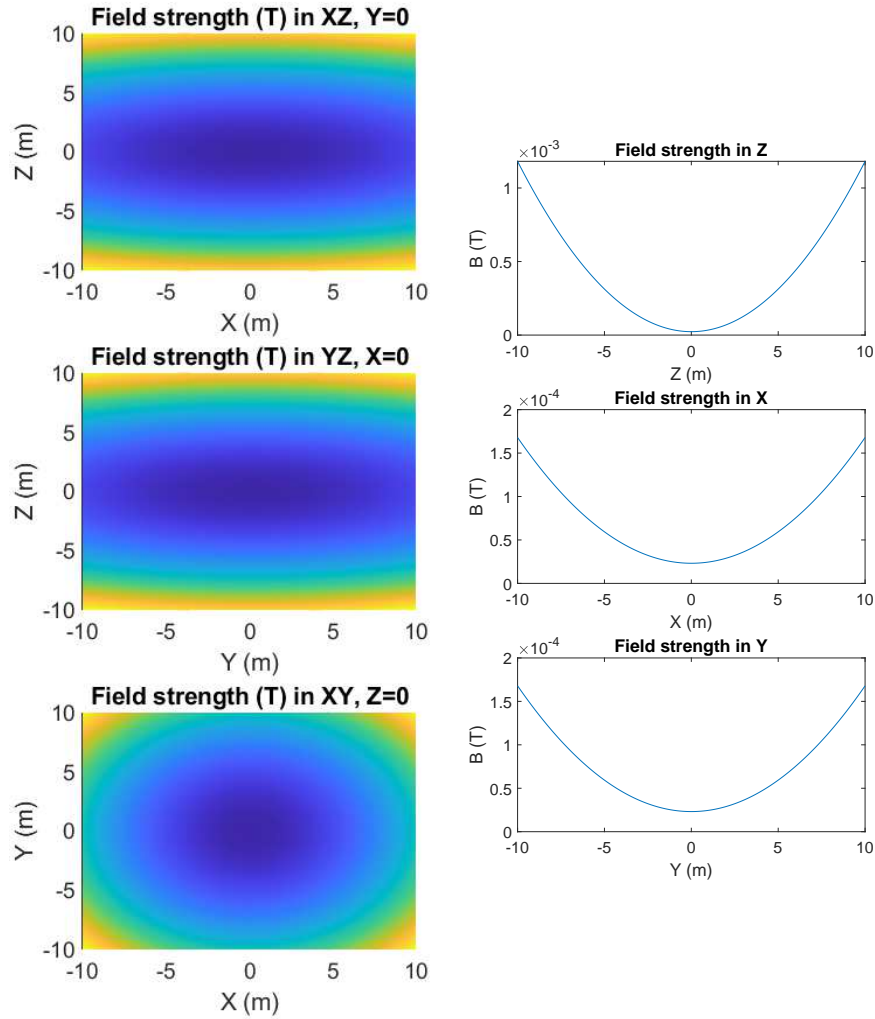 Field strength (T) in XZ, Y=0
10
5
0
-5
-10
Z (m)
-10 -5 0 5 10
X (m)
Field strength (T) in YZ, X=0
10
5
0
-5
-10
Z (m)
-10 -5 0 5 10
Y (m)
Field strength (T) in XY, Z=0
10
5
0
-5
-10
Y (m)
-10 -5 0 5 10
X (m)
×10⁻³
Field strength in Z
1
0.5
0
B (T)
-10 -5 0 5 10
Z (m)
×10⁻⁴
Field strength in X
2
1.5
1
0.5
0
B (T)
-10 -5 0 5 10
X (m)
×10⁻⁴
Field strength in Y
2
1.5
1
0.5
0
B (T)
-10 -5 0 5 10
Y (m)